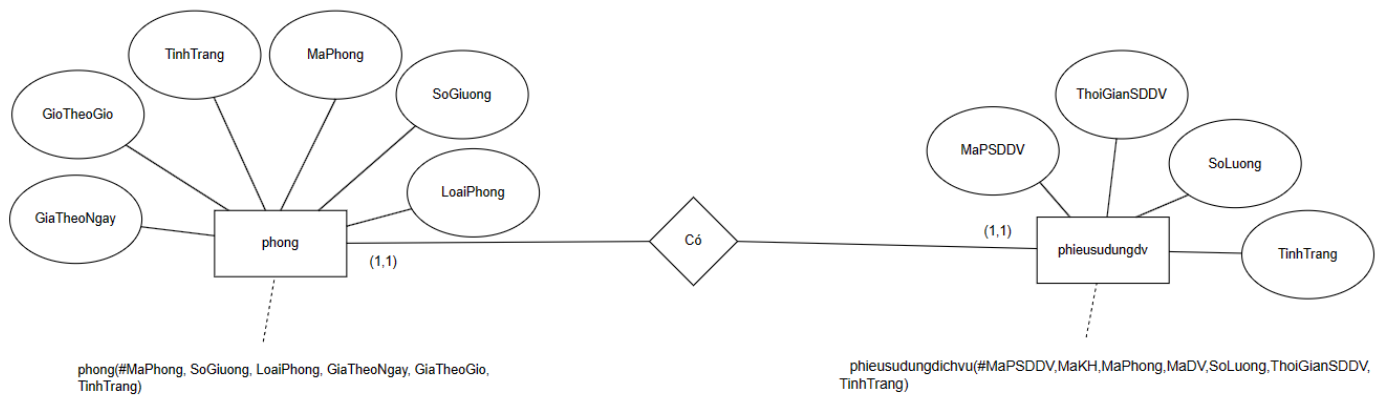 TinhTrang
MaPhong
SoGiuong
GioTheoGio
LoaiPhong
GiaTheoNgay
phong
(1,1)
Có
ThoiGianSDDV
MaPSDDV
SoLuong
(1,1)
phieusudungdv
TinhTrang
phong(#MaPhong, SoGiuong, LoaiPhong, GiaTheoNgay, GiaTheoGio,
TinhTrang)
phieusudungdichvu(#MaPSDDV,MaKH,MaPhong,MaDV,SoLuong,ThoiGianSDDV,
TinhTrang)